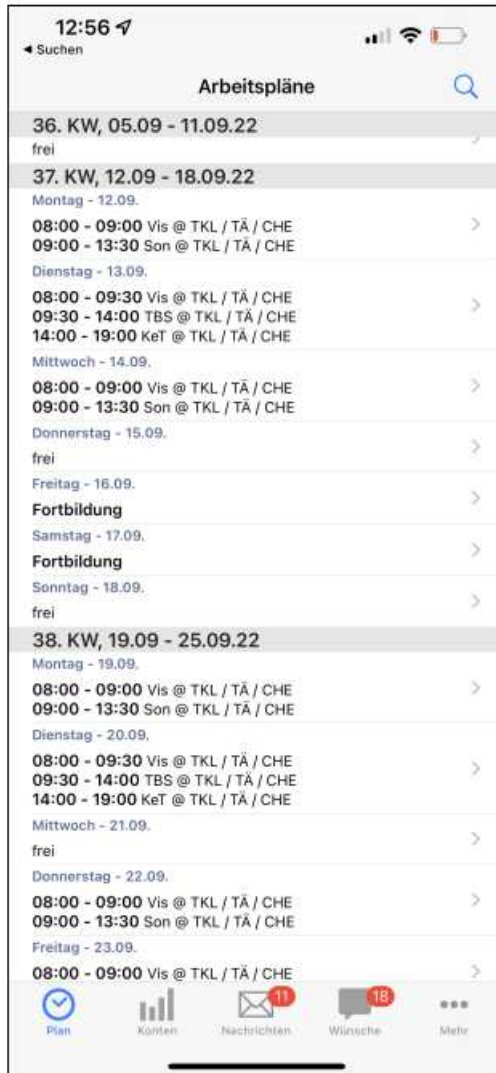 12:56
◀ Suchen
Arbeitspläne
36. KW, 05.09 - 11.09.22
frei
37. KW, 12.09 - 18.09.22
Montag - 12.09.
08:00 - 09:00 Vis @ TKL / TÄ / CHE
09:00 - 13:30 Son @ TKL / TÄ / CHE
Dienstag - 13.09.
08:00 - 09:30 Vis @ TKL / TÄ / CHE
09:30 - 14:00 TBS @ TKL / TÄ / CHE
14:00 - 19:00 KeT @ TKL / TÄ / CHE
Mittwoch - 14.09.
08:00 - 09:00 Vis @ TKL / TÄ / CHE
09:00 - 13:30 Son @ TKL / TÄ / CHE
Donnerstag - 15.09.
frei
Freitag - 16.09.
Fortbildung
Samstag - 17.09.
Fortbildung
Sonntag - 18.09.
frei
38. KW, 19.09 - 25.09.22
Montag - 19.09.
08:00 - 09:00 Vis @ TKL / TÄ / CHE
09:00 - 13:30 Son @ TKL / TÄ / CHE
Dienstag - 20.09.
08:00 - 09:30 Vis @ TKL / TÄ / CHE
09:30 - 14:00 TBS @ TKL / TÄ / CHE
14:00 - 19:00 KeT @ TKL / TÄ / CHE
Mittwoch - 21.09.
frei
Donnerstag - 22.09.
08:00 - 09:00 Vis @ TKL / TÄ / CHE
09:00 - 13:30 Son @ TKL / TÄ / CHE
Freitag - 23.09.
08:00 - 09:00 Vis @ TKL / TÄ / CHE
11 18
Plan Konten Nachrichten Wünsche Mehr